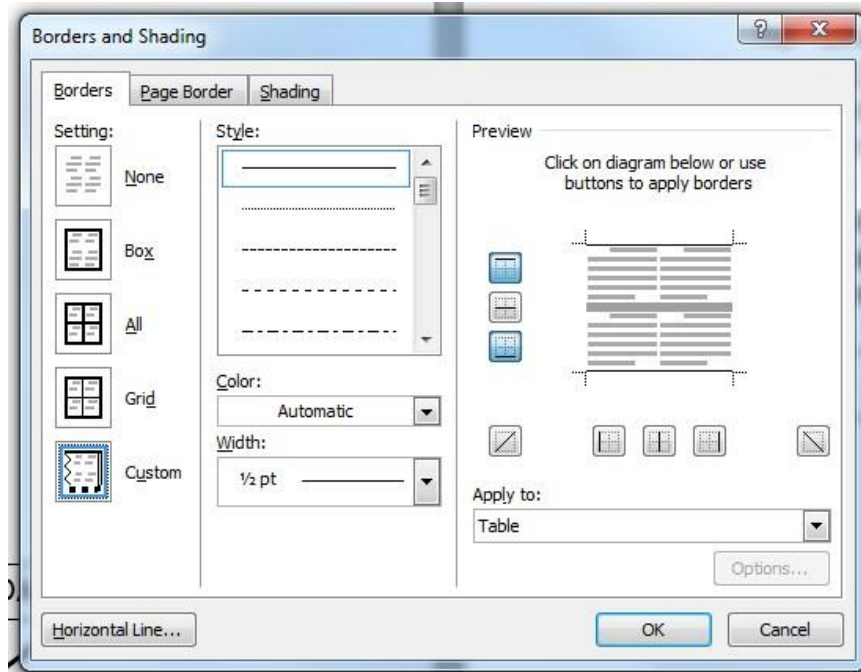 Borders and Shading
Borders
Page Border
Shading
Setting:
None
Box
All
Grid
Custom
Style:
Color:
Automatic
Width:
½ pt
Preview
Click on diagram below or use
buttons to apply borders
Apply to:
Table
Options...
Horizontal Line...
OK
Cancel